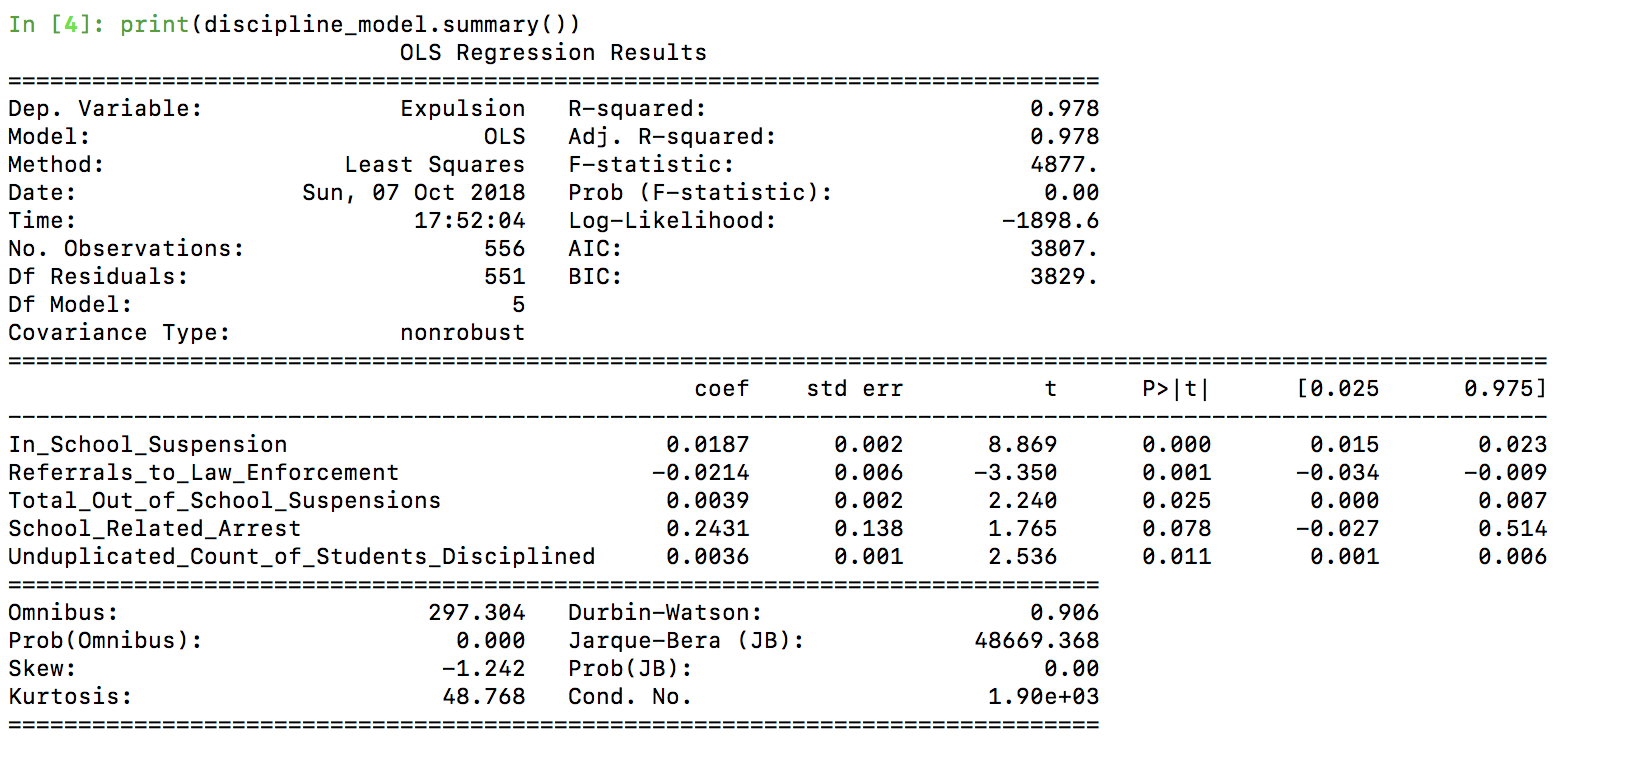 In [4]: print(discipline_model.summary())
                            OLS Regression Results
==============================================================================
Dep. Variable:              Expulsion   R-squared:                       0.978
Model:                            OLS   Adj. R-squared:                  0.978
Method:                 Least Squares   F-statistic:                     4877.
Date:                Sun, 07 Oct 2018   Prob (F-statistic):               0.00
Time:                        17:52:04   Log-Likelihood:                -1898.6
No. Observations:                 556   AIC:                             3807.
Df Residuals:                     551   BIC:                             3829.
Df Model:                           5
Covariance Type:            nonrobust
==============================================================================================================
                                                 coef    std err          t      P>|t|      [0.025      0.975]
--------------------------------------------------------------------------------------------------------------
In_School_Suspension                           0.0187      0.002      8.869      0.000       0.015       0.023
Referrals_to_Law_Enforcement                  -0.0214      0.006     -3.350      0.001      -0.034      -0.009
Total_Out_of_School_Suspensions                0.0039      0.002      2.240      0.025       0.000       0.007
School_Related_Arrest                          0.2431      0.138      1.765      0.078      -0.027       0.514
Unduplicated_Count_of_Students_Disciplined     0.0036      0.001      2.536      0.011       0.001       0.006
==============================================================================
Omnibus:                      297.304   Durbin-Watson:                   0.906
Prob(Omnibus):                  0.000   Jarque-Bera (JB):            48669.368
Skew:                          -1.242   Prob(JB):                         0.00
Kurtosis:                      48.768   Cond. No.                     1.90e+03
==============================================================================